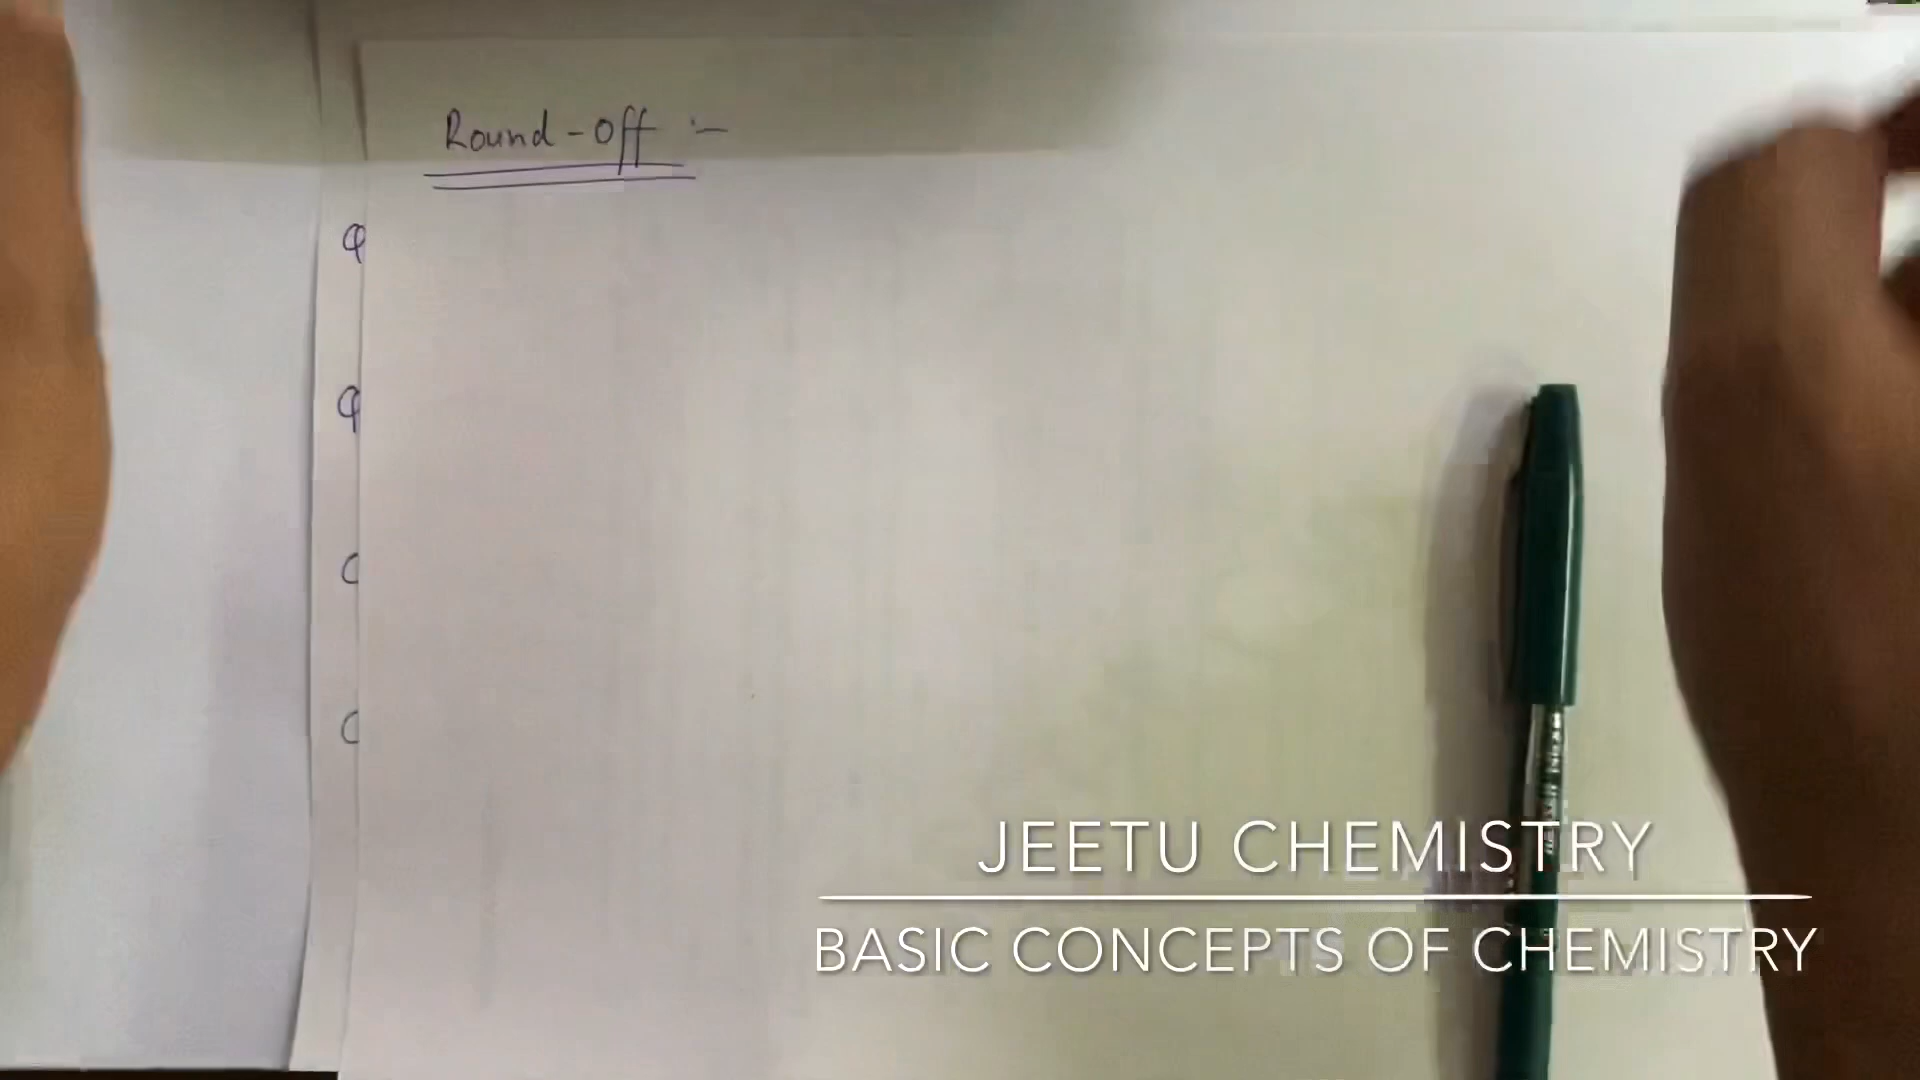 Round-off :-
Q
Q
JEETU CHEMISTRY
BASIC CONCEPTS OF CHEMISTRY